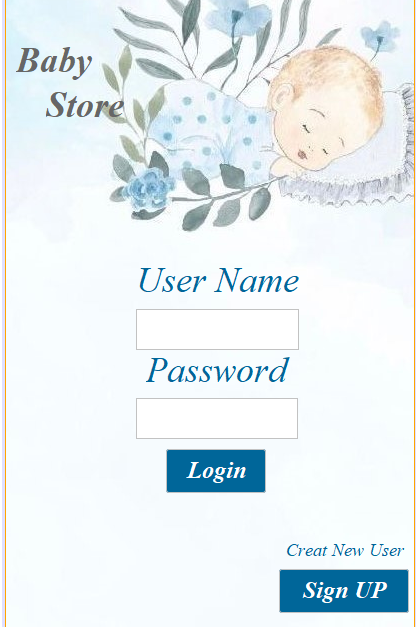 Baby
Store
User Name
Password
Login
Creat New User
Sign UP